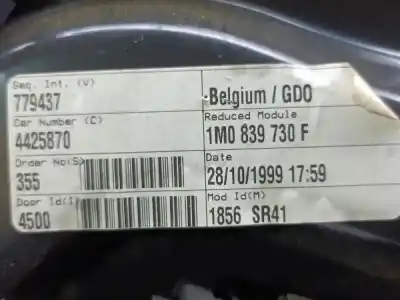 Seq. Int. (V)
779437
Car Number (C)
4425870
Order No(S)
355
Door Id(I)
4500
Belgium / GDO
Reduced Module
1M0 839 730 F
Date
28/10/1999 17:59
Mod Id(M)
1856 SR41